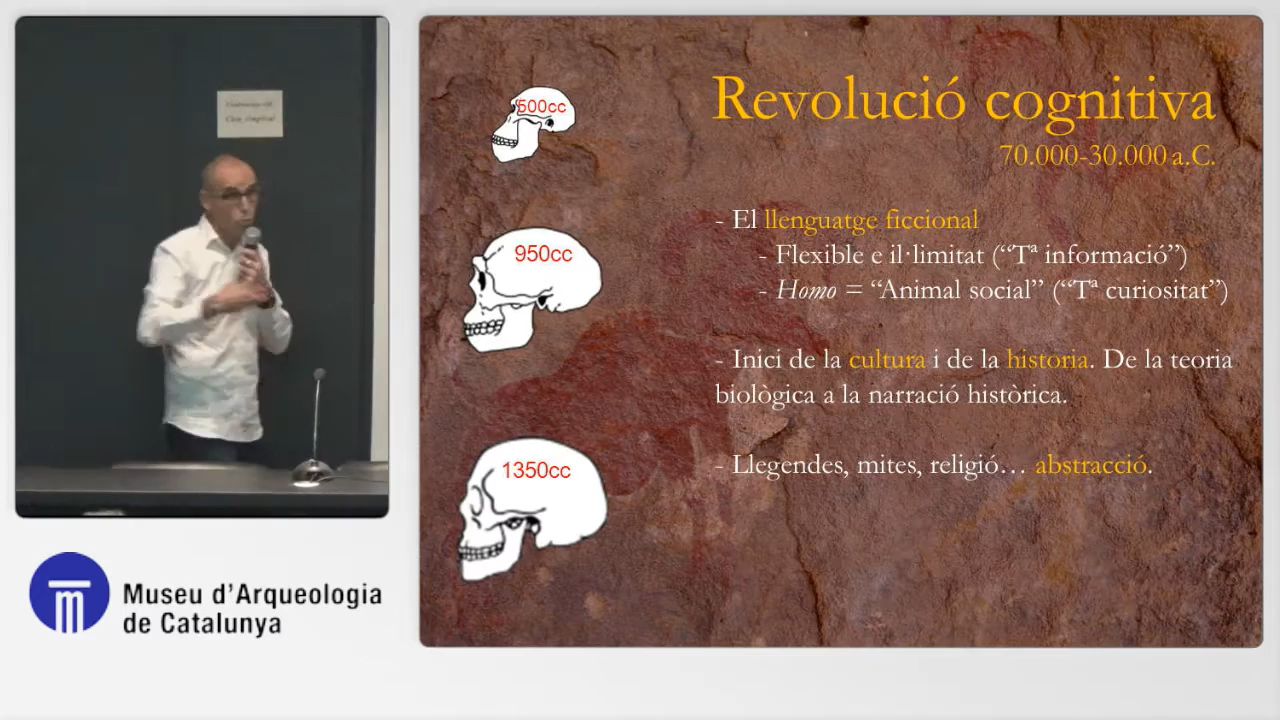 500cc
950cc
1350cc
Revolució cognitiva
70.000-30.000 a.C.
- El llenguatge ficcional
- Flexible e il·limitat (“Tª informació”)
- Homo = “Animal social” (“Tª curiositat”)
- Inici de la cultura i de la historia. De la teoria
biològica a la narració històrica.
- Llegendes, mites, religió… abstracció.
Museu d'Arqueologia
de Catalunya